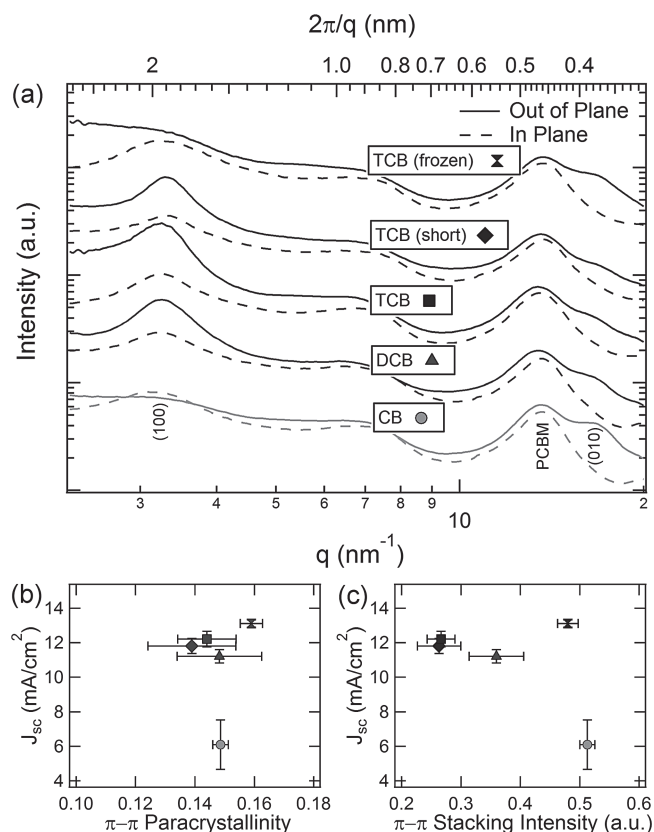 2π/q (nm)
2 1.0 0.8 0.7 0.6 0.5 0.4
(a)
Out of Plane
In Plane
TCB (frozen)
TCB (short)
TCB
DCB
CB
(100)
PCBM
(010)
Intensity (a.u.)
3 4 5 6 7 8 9 10 2
q (nm⁻¹)
(b)
14
12
10
8
6
4
J_sc (mA/cm²)
0.10 0.12 0.14 0.16 0.18
π–π Paracrystallinity
(c)
14
12
10
8
6
4
J_sc (mA/cm²)
0.2 0.3 0.4 0.5 0.6
π–π Stacking Intensity (a.u.)